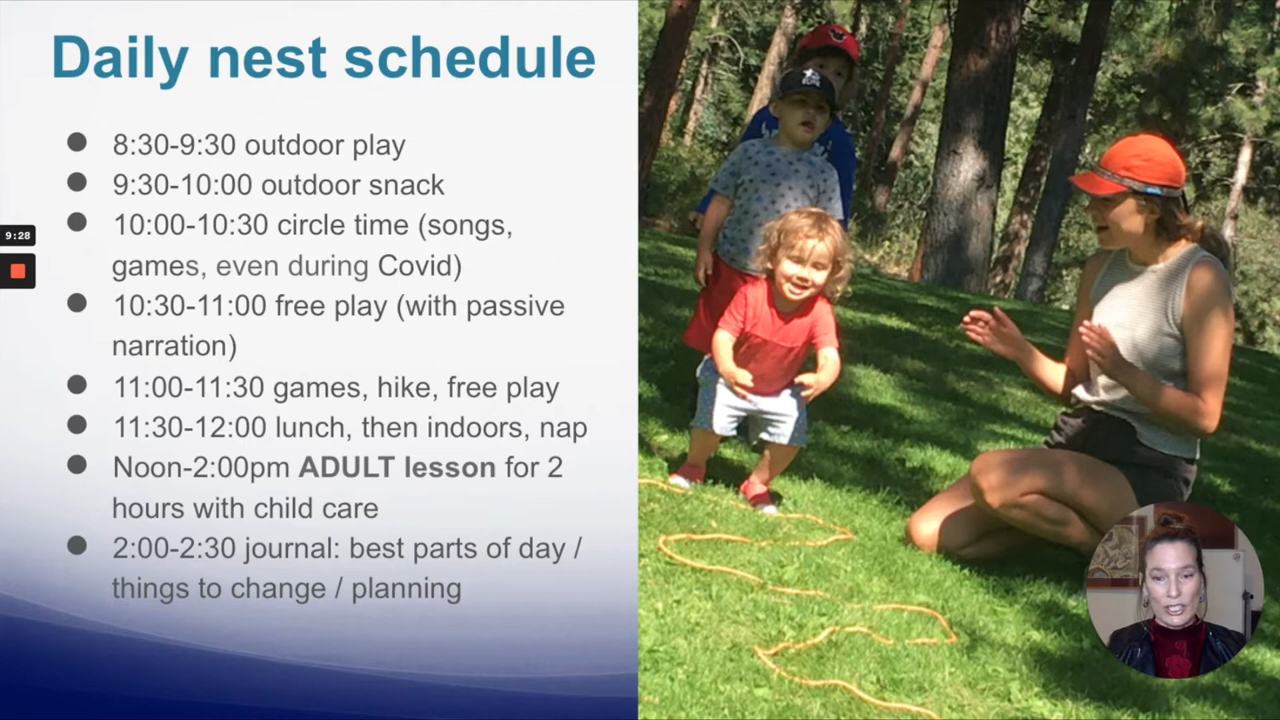 Daily nest schedule
8:30-9:30 outdoor play
9:30-10:00 outdoor snack
10:00-10:30 circle time (songs,
games, even during Covid)
10:30-11:00 free play (with passive
narration)
11:00-11:30 games, hike, free play
11:30-12:00 lunch, then indoors, nap
Noon-2:00pm ADULT lesson for 2
hours with child care
2:00-2:30 journal: best parts of day /
things to change / planning
9:28